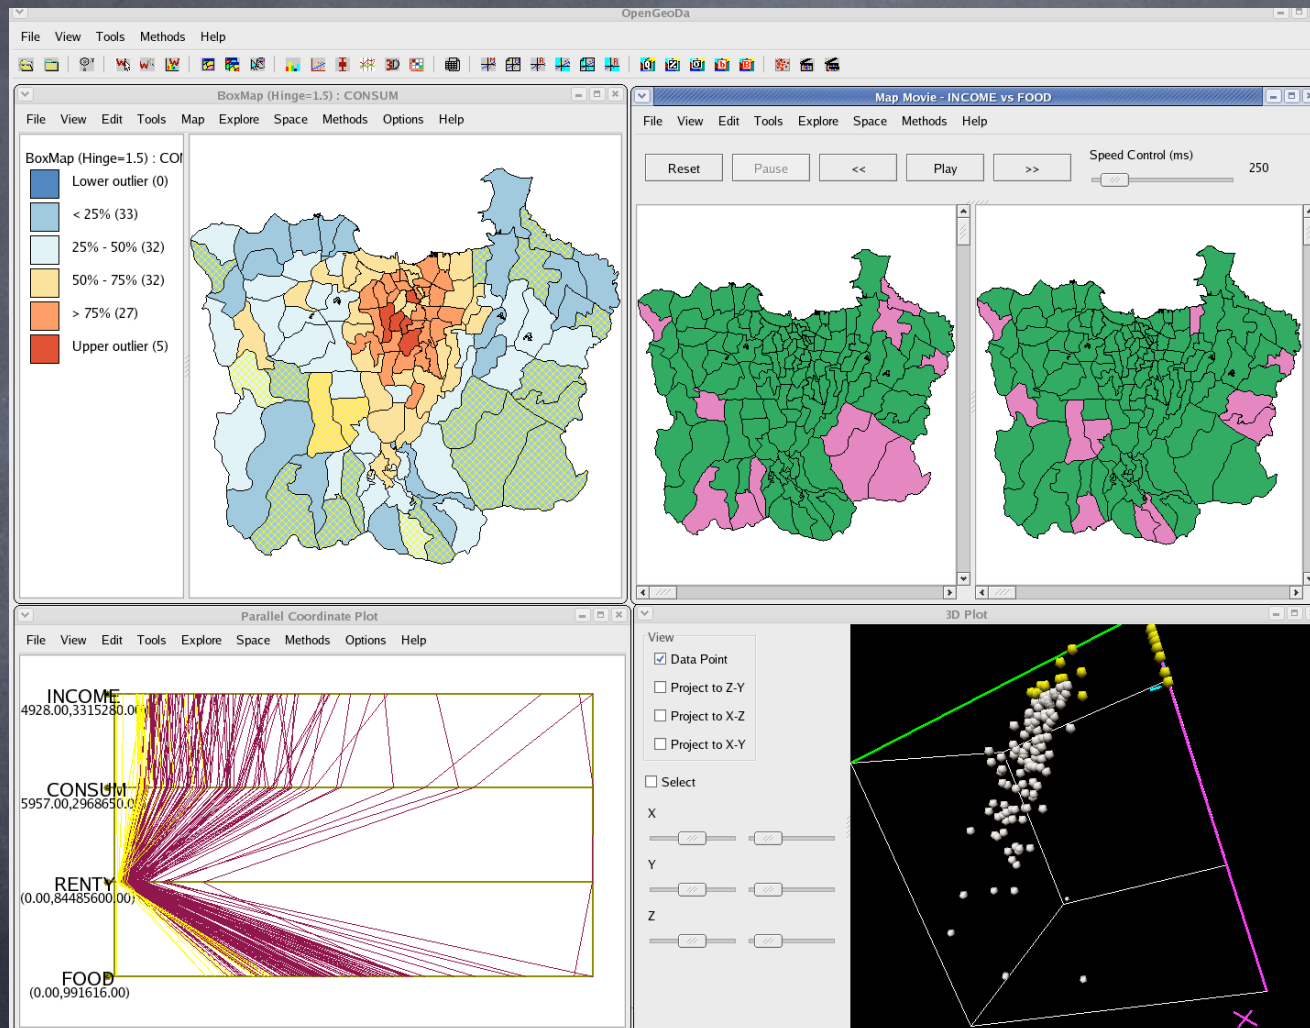 OpenGeoDa
File View Tools Methods Help
3D
BoxMap (Hinge=1.5) : CONSUM
File View Edit Tools Map Explore Space Methods Options Help
BoxMap (Hinge=1.5) : CON
Lower outlier (0)
< 25% (33)
25% - 50% (32)
50% - 75% (32)
> 75% (27)
Upper outlier (5)
Map Movie - INCOME vs FOOD
File View Edit Tools Explore Space Methods Help
Reset Pause << Play >> Speed Control (ms) 250
Parallel Coordinate Plot
File View Edit Tools Explore Space Methods Options Help
INCOME
4928.00,3315280.00
CONSUM
5957.00,2968650.00
RENTY
(0.00,84485600.00)
FOOD
(0.00,991616.00)
3D Plot
View
Data Point
Project to Z-Y
Project to X-Z
Project to X-Y
Select
X
Y
Z
X